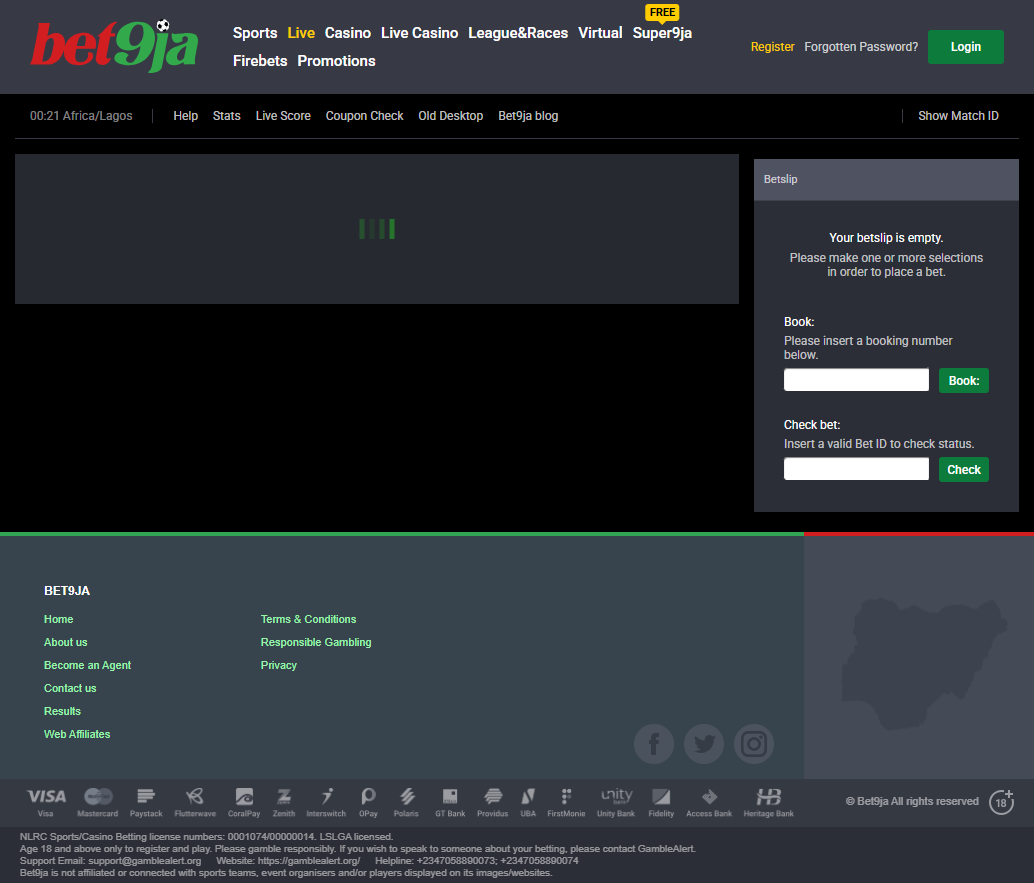 bet9ja
FREE
Sports Live Casino Live Casino League&Races Virtual Super9ja
Firebets Promotions
Register Forgotten Password? Login
00:21 Africa/Lagos Help Stats Live Score Coupon Check Old Desktop Bet9ja blog Show Match ID
Betslip
Your betslip is empty.
Please make one or more selections
in order to place a bet.
Book:
Please insert a booking number
below.
Book:
Check bet:
Insert a valid Bet ID to check status.
Check
BET9JA
Home Terms & Conditions
About us Responsible Gambling
Become an Agent Privacy
Contact us
Results
Web Affiliates
VISA unity bank HB
Visa Mastercard Paystack Flutterwave CoralPay Zenith Interswitch OPay Polaris GT Bank Providus UBA FirstMonie Unity Bank Fidelity Access Bank Heritage Bank
© Bet9ja All rights reserved 18+
NLRC Sports/Casino Betting license numbers: 0001074/00000014. LSLGA licensed.
Age 18 and above only to register and play. Please gamble responsibly. If you wish to speak to someone about your betting, please contact GambleAlert.
Support Email: support@gamblealert.org Website: https://gamblealert.org/ Helpline: +2347058890073; +2347058890074
Bet9ja is not affiliated or connected with sports teams, event organisers and/or players displayed on its images/websites.